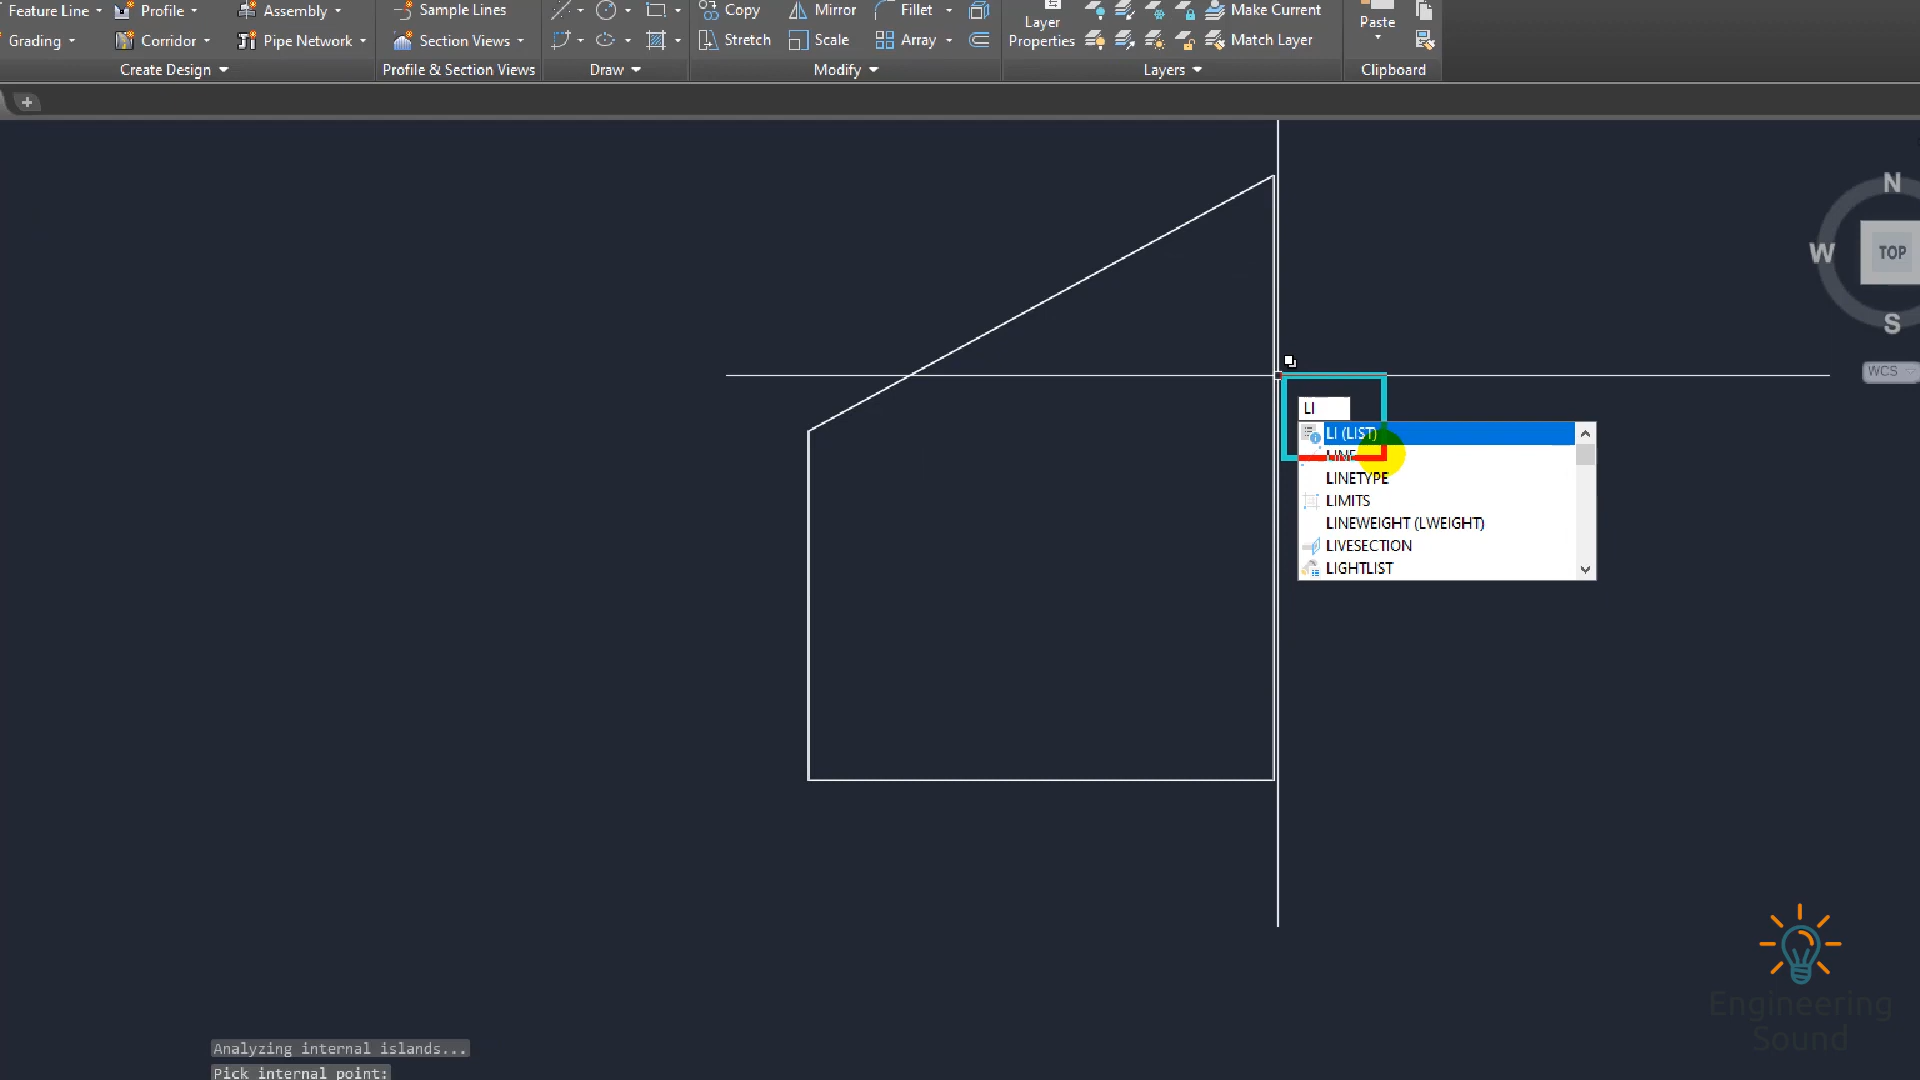 Feature Line Profile Assembly Sample Lines Copy Mirror Fillet Make Current
Grading Corridor Pipe Network Section Views Stretch Scale Array Layer Properties Match Layer Paste
Create Design Profile & Section Views Draw Modify Layers Clipboard
N
W TOP
S
WCS
LI
LI (LIST)
LINE
LINETYPE
LIMITS
LINEWEIGHT (LWEIGHT)
LIVESECTION
LIGHTLIST
Engineering
Sound
Analyzing internal islands...
Pick internal point: